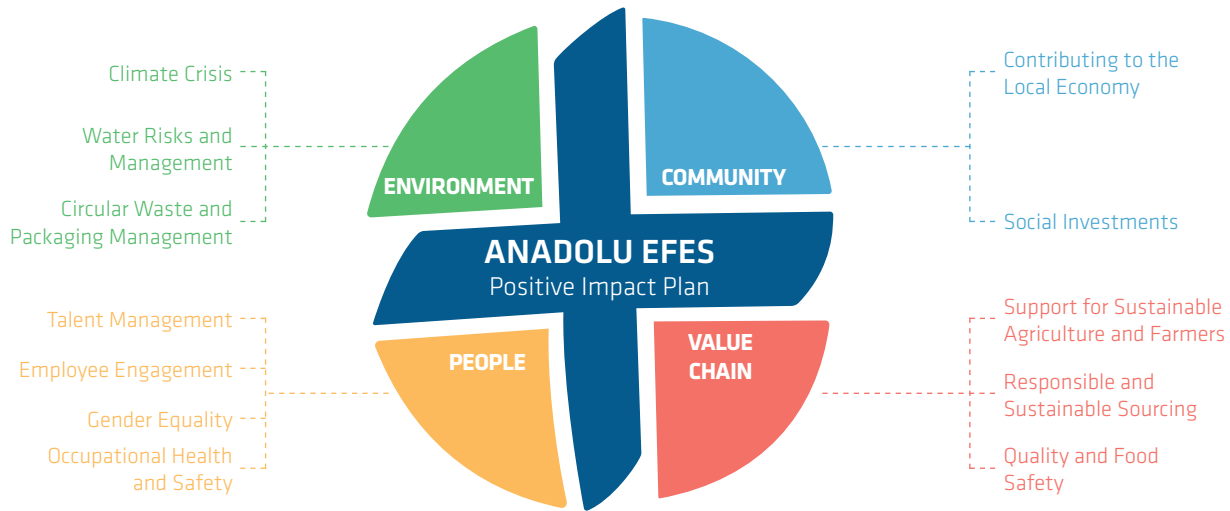 Climate Crisis
Water Risks and
Management
Circular Waste and
Packaging Management
ENVIRONMENT
COMMUNITY
Contributing to the
Local Economy
Social Investments
ANADOLU EFES
Positive Impact Plan
Talent Management
Employee Engagement
Gender Equality
Occupational Health
and Safety
PEOPLE
VALUE
CHAIN
Support for Sustainable
Agriculture and Farmers
Responsible and
Sustainable Sourcing
Quality and Food
Safety